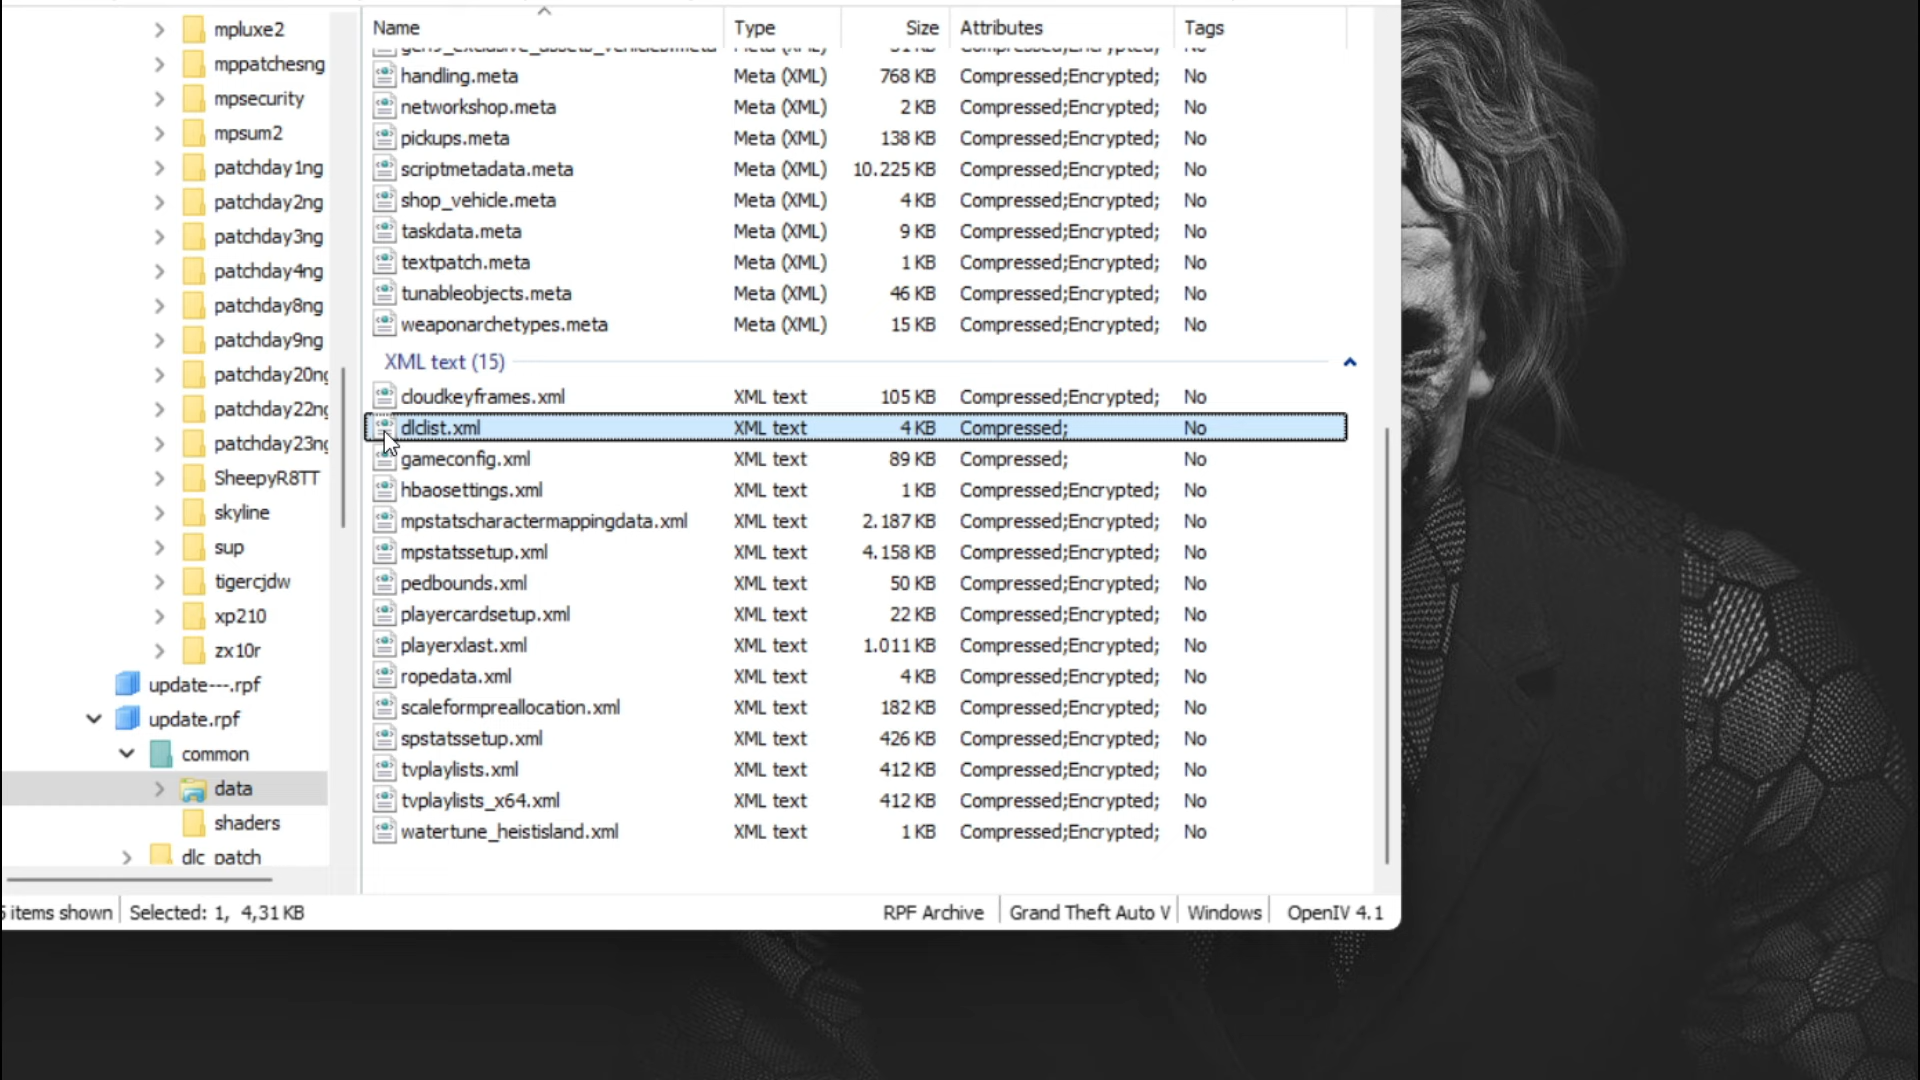 mpluxe2
mppatchesng
mpsecurity
mpsum2
patchday1ng
patchday2ng
patchday3ng
patchday4ng
patchday8ng
patchday9ng
patchday20ng
patchday22ng
patchday23ng
SheepyR8TT
skyline
sup
tigercjdw
xp210
zx10r
update---.rpf
update.rpf
common
data
shaders
dlc_patch
Name Type Size Attributes Tags
gen9_exclusive_assets_vehicles.meta Meta (XML) 51 KB Compressed;Encrypted; No
handling.meta Meta (XML) 768 KB Compressed;Encrypted; No
networkshop.meta Meta (XML) 2 KB Compressed;Encrypted; No
pickups.meta Meta (XML) 138 KB Compressed;Encrypted; No
scriptmetadata.meta Meta (XML) 10.225 KB Compressed;Encrypted; No
shop_vehicle.meta Meta (XML) 4 KB Compressed;Encrypted; No
taskdata.meta Meta (XML) 9 KB Compressed;Encrypted; No
textpatch.meta Meta (XML) 1 KB Compressed;Encrypted; No
tunableobjects.meta Meta (XML) 46 KB Compressed;Encrypted; No
weaponarchetypes.meta Meta (XML) 15 KB Compressed;Encrypted; No
XML text (15)
cloudkeyframes.xml XML text 105 KB Compressed;Encrypted; No
dlclist.xml XML text 4 KB Compressed; No
gameconfig.xml XML text 89 KB Compressed; No
hbaosettings.xml XML text 1 KB Compressed;Encrypted; No
mpstatscharactermappingdata.xml XML text 2.187 KB Compressed;Encrypted; No
mpstatssetup.xml XML text 4.158 KB Compressed;Encrypted; No
pedbounds.xml XML text 50 KB Compressed;Encrypted; No
playercardsetup.xml XML text 22 KB Compressed;Encrypted; No
playerxlast.xml XML text 1.011 KB Compressed;Encrypted; No
ropedata.xml XML text 4 KB Compressed;Encrypted; No
scaleformpreallocation.xml XML text 182 KB Compressed;Encrypted; No
spstatssetup.xml XML text 426 KB Compressed;Encrypted; No
tvplaylists.xml XML text 412 KB Compressed;Encrypted; No
tvplaylists_x64.xml XML text 412 KB Compressed;Encrypted; No
watertune_heistisland.xml XML text 1 KB Compressed;Encrypted; No
items shown Selected: 1, 4,31 KB RPF Archive Grand Theft Auto V Windows OpenIV 4.1